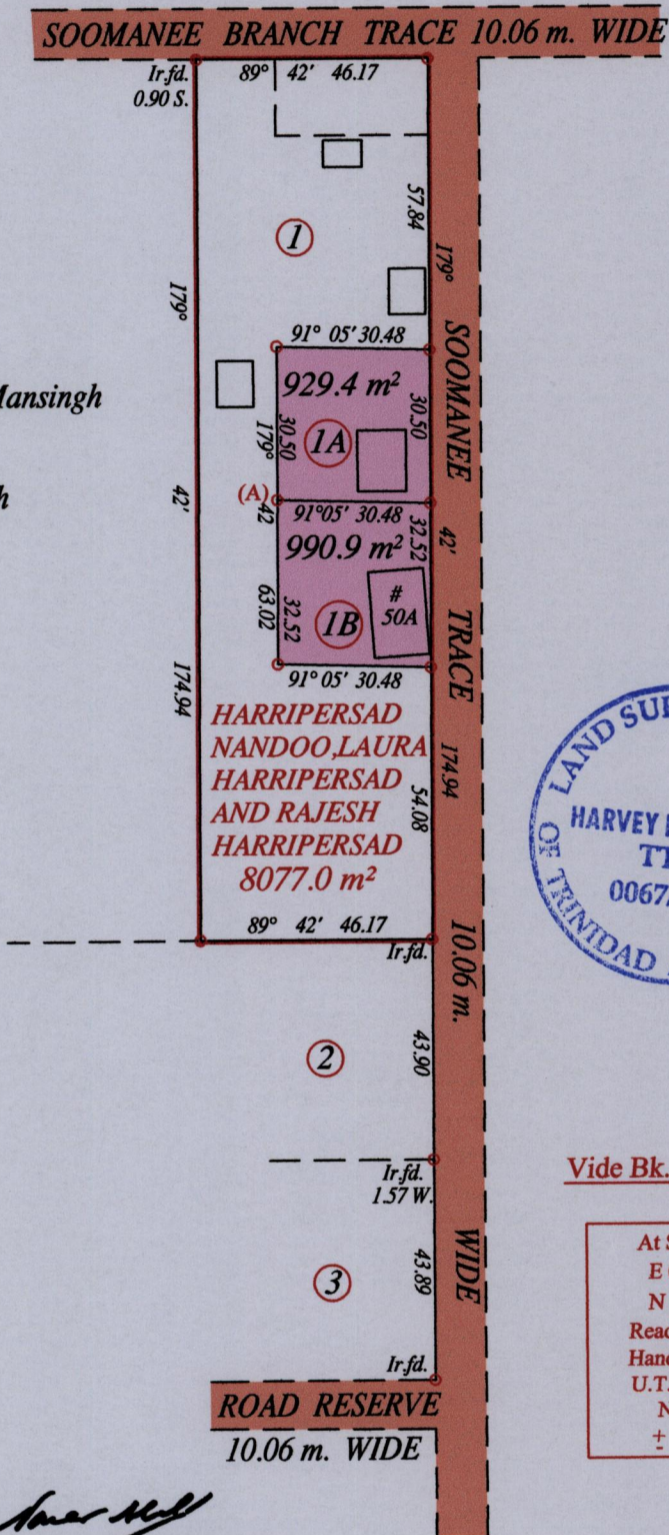 SOOMANEE BRANCH TRACE 10.06 m. WIDE
Ir.fd.
0.90 S.
89° 42' 46.17
57.84
1
179°
179°
91° 05' 30.48
SOOMANEE
Mansingh
929.4 m²
30.50
30.50
1A
179°
h
42'
(A)
42
91°05' 30.48
32.52
42'
990.9 m²
#
50A
63.02
32.52
1B
TRACE
91° 05' 30.48
174.94
HARRIPERSAD
NANDOO,LAURA
HARRIPERSAD
AND RAJESH
HARRIPERSAD
8077.0 m²
174.94
54.08
LAND SUR
HARVEY
TT
0067
OF TRINIDAD
89° 42' 46.17
Ir.fd.
10.06 m.
2
43.90
Ir.fd.
1.57 W.
Vide Bk.
WIDE
3
43.89
At S
E
N
Read
Hand
U.T.
N
±
Ir.fd.
ROAD RESERVE
10.06 m. WIDE